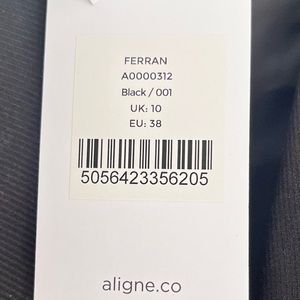 FERRAN
A0000312
Black / 001
UK: 10
EU: 38
5056423356205
aligne.co